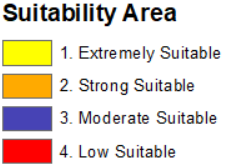 Suitability Area
1. Extremely Suitable
2. Strong Suitable
3. Moderate Suitable
4. Low Suitable